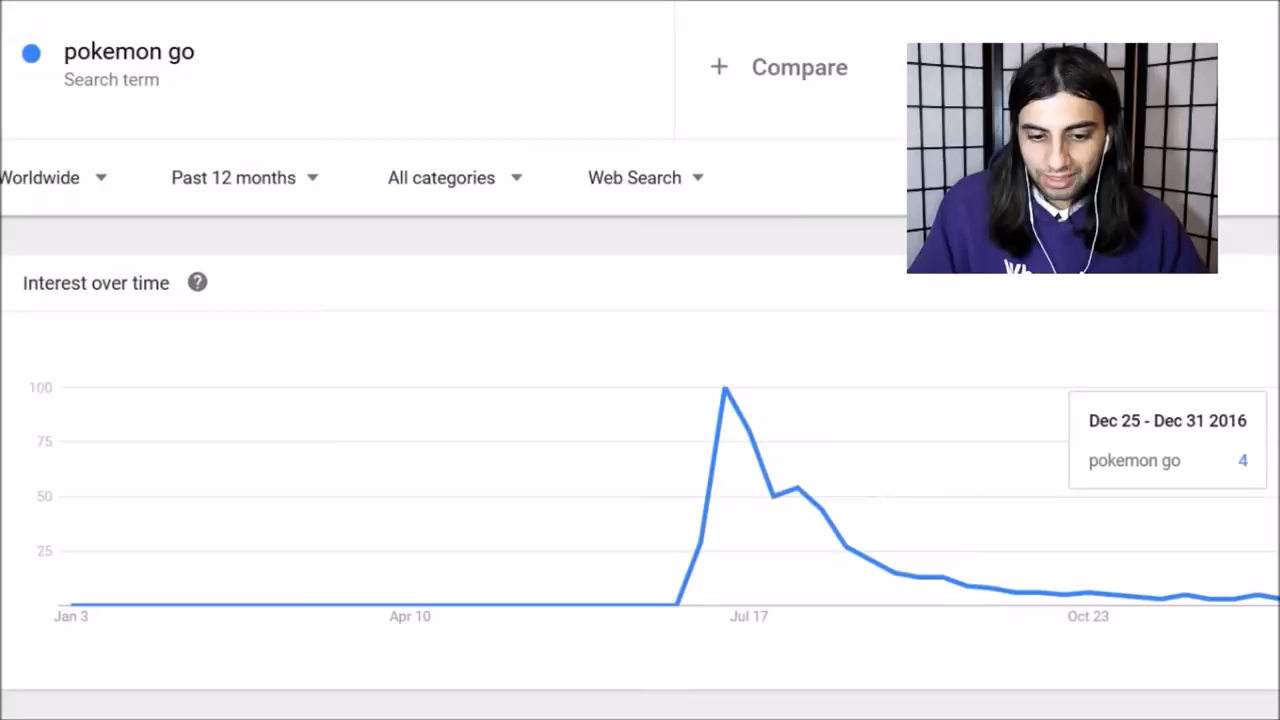 pokemon go
Search term
+ Compare
Worldwide
Past 12 months
All categories
Web Search
Interest over time
?
100
75
50
25
Jan 3
Apr 10
Jul 17
Oct 23
Dec 25 - Dec 31 2016
pokemon go 4